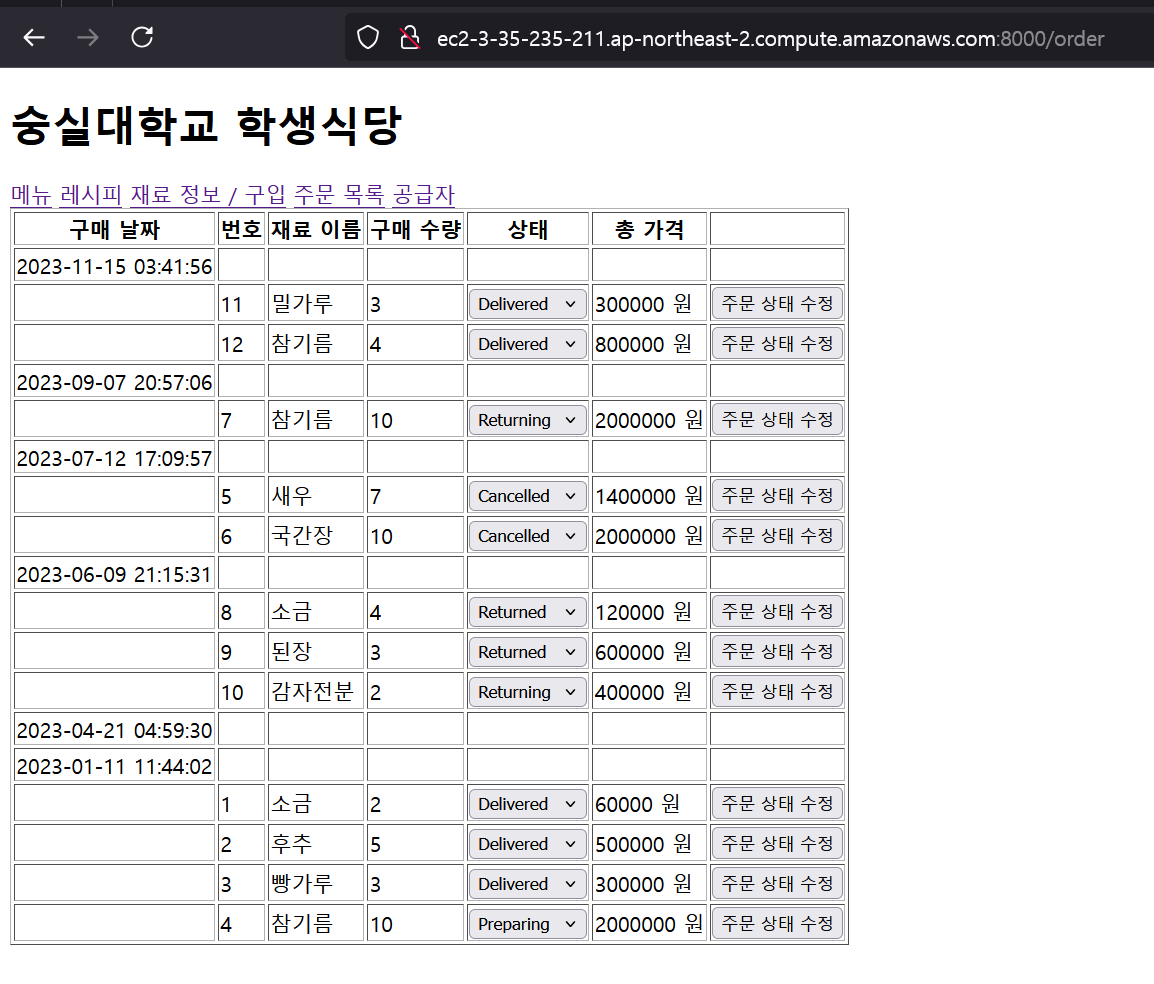 ec2-3-35-235-211.ap-northeast-2.compute.amazonaws.com:8000/order
숭실대학교 학생식당
메뉴 레시피 재료 정보 / 구입 주문 목록 공급자
구매 날짜 번호 재료 이름 구매 수량 상태 총 가격
2023-11-15 03:41:56
11 밀가루 3 Delivered 300000 원 주문 상태 수정
12 참기름 4 Delivered 800000 원 주문 상태 수정
2023-09-07 20:57:06
7 참기름 10 Returning 2000000 원 주문 상태 수정
2023-07-12 17:09:57
5 새우 7 Cancelled 1400000 원 주문 상태 수정
6 국간장 10 Cancelled 2000000 원 주문 상태 수정
2023-06-09 21:15:31
8 소금 4 Returned 120000 원 주문 상태 수정
9 된장 3 Returned 600000 원 주문 상태 수정
10 감자전분 2 Returning 400000 원 주문 상태 수정
2023-04-21 04:59:30
2023-01-11 11:44:02
1 소금 2 Delivered 60000 원 주문 상태 수정
2 후추 5 Delivered 500000 원 주문 상태 수정
3 빵가루 3 Delivered 300000 원 주문 상태 수정
4 참기름 10 Preparing 2000000 원 주문 상태 수정